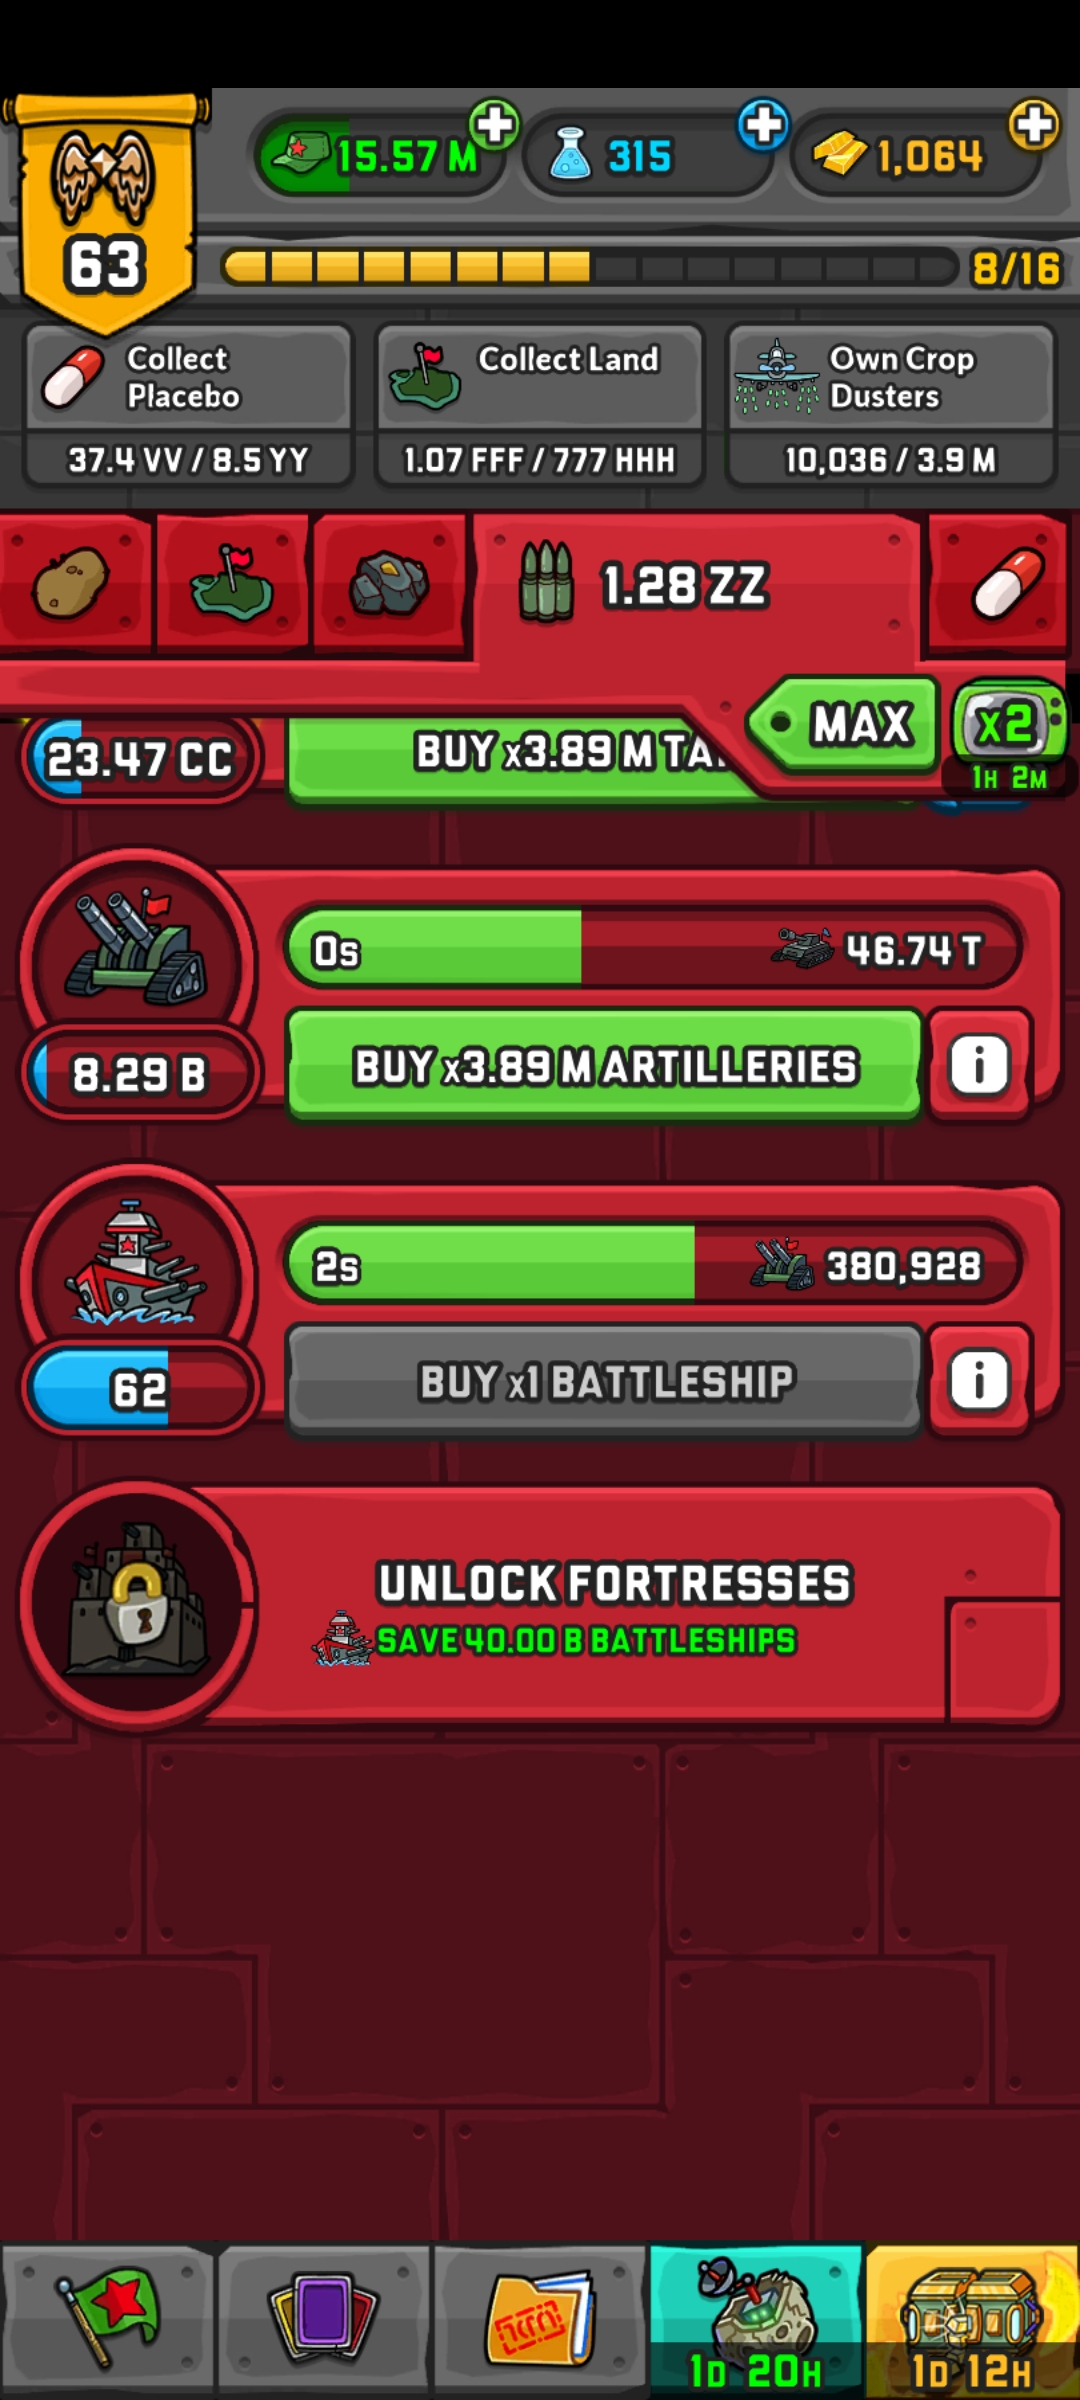 15.57 M
315
1,064
63
8/16
Collect
Placebo
37.4 VV / 8.5 YY
Collect Land
1.07 FFF / 777 HHH
Own Crop
Dusters
10,036 / 3.9 M
1.28 ZZ
MAX
x2
1H 2M
23.47 CC
BUY x3.89 M
0s
46.74 T
8.29 B
BUY x3.89 M ARTILLERIES
i
2s
380,928
62
BUY x1 BATTLESHIP
i
UNLOCK FORTRESSES
SAVE 40.00 B BATTLESHIPS
1D 20H
1D 12H